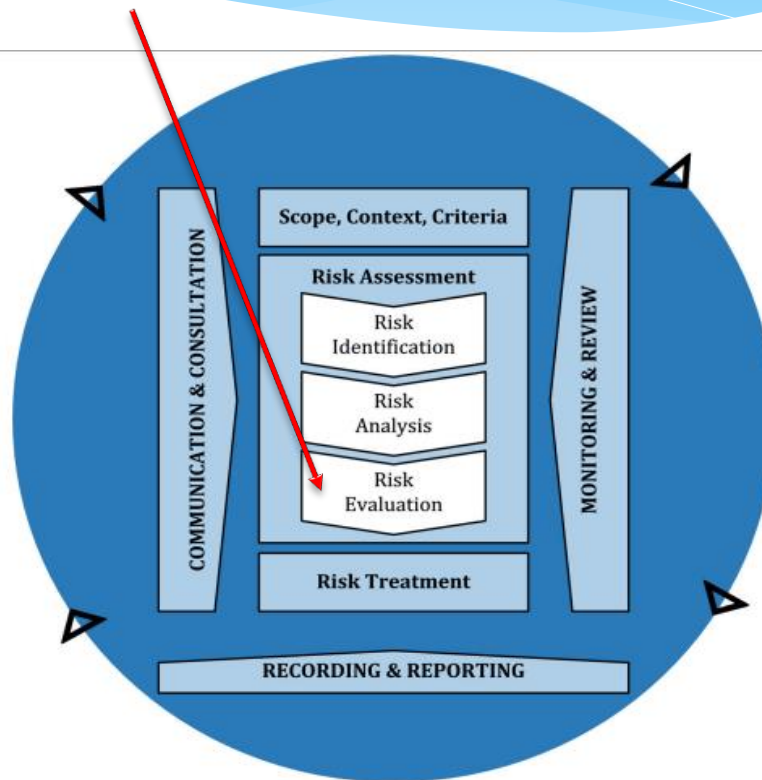 Scope, Context, Criteria
Risk Assessment
Risk
Identification
Risk
Analysis
Risk
Evaluation
Risk Treatment
COMMUNICATION & CONSULTATION
MONITORING & REVIEW
RECORDING & REPORTING